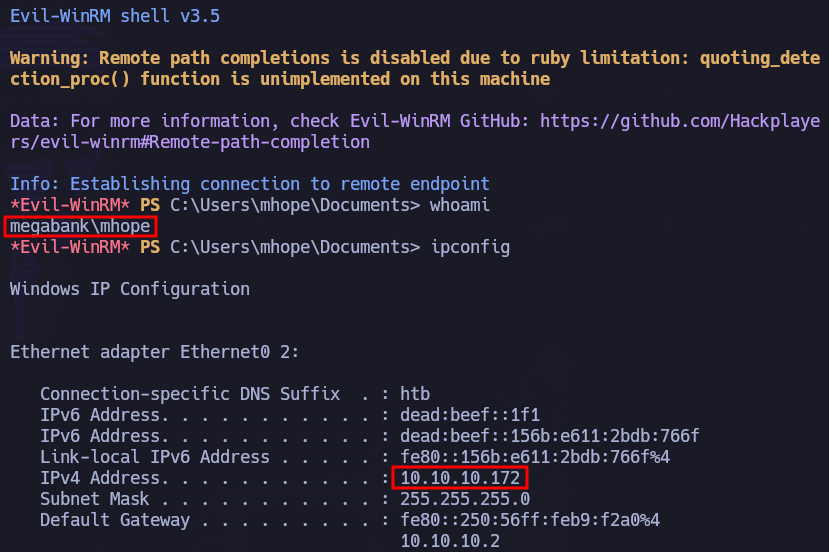 Evil-WinRM shell v3.5
Warning: Remote path completions is disabled due to ruby limitation: quoting_dete
ction_proc() function is unimplemented on this machine
Data: For more information, check Evil-WinRM GitHub: https://github.com/Hackplaye
rs/evil-winrm#Remote-path-completion
Info: Establishing connection to remote endpoint
*Evil-WinRM* PS C:\Users\mhope\Documents> whoami
megabank\mhope
*Evil-WinRM* PS C:\Users\mhope\Documents> ipconfig
Windows IP Configuration
Ethernet adapter Ethernet0 2:
Connection-specific DNS Suffix  . : htb
IPv6 Address. . . . . . . . . . . : dead:beef::1f1
IPv6 Address. . . . . . . . . . . : dead:beef::156b:e611:2bdb:766f
Link-local IPv6 Address . . . . . : fe80::156b:e611:2bdb:766f%4
IPv4 Address. . . . . . . . . . . : 10.10.10.172
Subnet Mask . . . . . . . . . . . : 255.255.255.0
Default Gateway . . . . . . . . . : fe80::250:56ff:feb9:f2a0%4
10.10.10.2